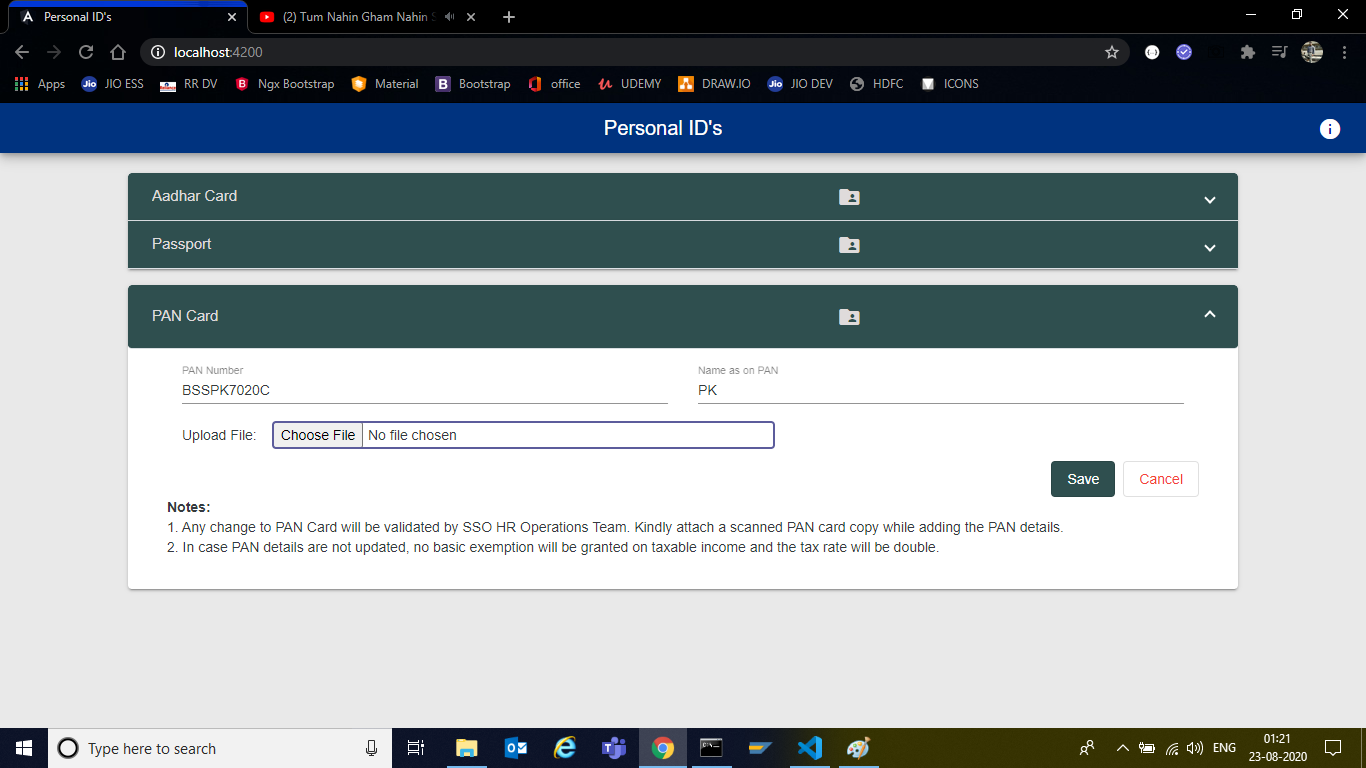 Personal ID's
(2) Tum Nahin Gham Nahin
localhost:4200
Apps JIO ESS RR DV Ngx Bootstrap Material Bootstrap office UDEMY DRAW.IO JIO DEV HDFC ICONS
Personal ID's
Aadhar Card
Passport
PAN Card
PAN Number Name as on PAN
BSSPK7020C PK
Upload File: Choose File No file chosen
Save Cancel
Notes:
1. Any change to PAN Card will be validated by SSO HR Operations Team. Kindly attach a scanned PAN card copy while adding the PAN details.
2. In case PAN details are not updated, no basic exemption will be granted on taxable income and the tax rate will be double.
Type here to search
ENG
01:21
23-08-2020